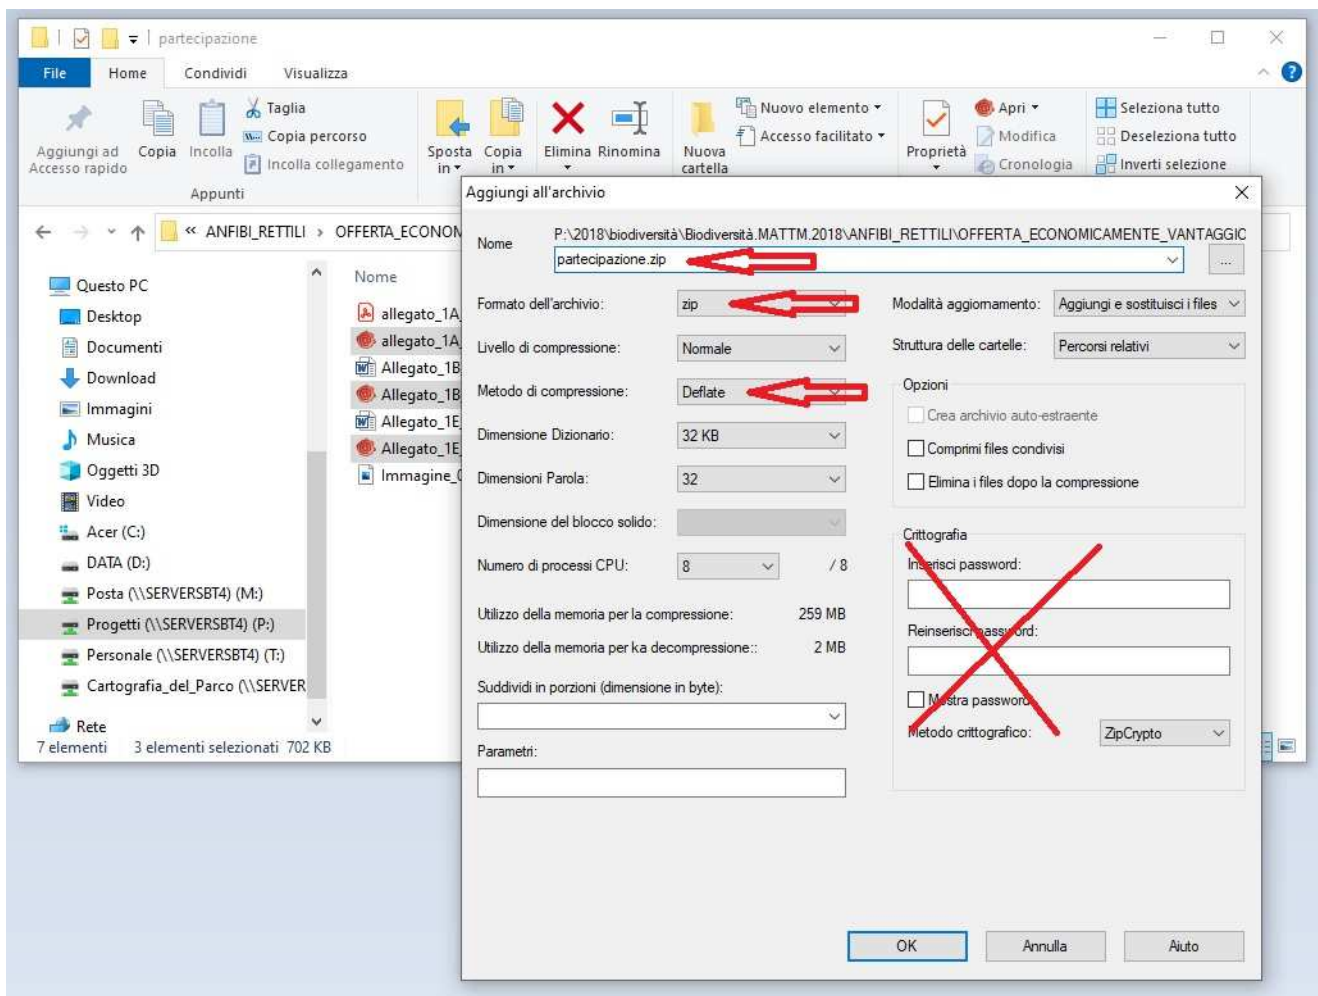 partecipazione
File Home Condividi Visualizza
Aggiungi ad
Accesso rapido
Copia
Incolla
Taglia
Copia percorso
Incolla collegamento
Appunti
Sposta
in
Copia
in
Elimina
Rinomina
Nuova
cartella
Nuovo elemento
Accesso facilitato
Proprietà
Apri
Modifica
Cronologia
Seleziona tutto
Deseleziona tutto
Inverti selezione
« ANFIBI_RETTILI > OFFERTA_ECONOM
Questo PC
Desktop
Documenti
Download
Immagini
Musica
Oggetti 3D
Video
Acer (C:)
DATA (D:)
Posta (\\SERVERSBT4) (M:)
Progetti (\\SERVERSBT4) (P:)
Personale (\\SERVERSBT4) (T:)
Cartografia_del_Parco (\\SERVER
Rete
7 elementi 3 elementi selezionati 702 KB
Nome
allegato_1A_
allegato_1A_
Allegato_1B
Allegato_1B
Allegato_1E_
Allegato_1E_
Immagine_0
Aggiungi all'archivio
Nome
P:\2018\biodiversità\Biodiversità.MATTM.2018\ANFIBI_RETTILI\OFFERTA_ECONOMICAMENTE_VANTAGGIC
partecipazione.zip
...
Formato dell'archivio: zip
Livello di compressione: Normale
Metodo di compressione: Deflate
Dimensione Dizionario: 32 KB
Dimensioni Parola: 32
Dimensione del blocco solido:
Numero di processi CPU: 8 / 8
Utilizzo della memoria per la compressione: 259 MB
Utilizzo della memoria per ka decompressione:: 2 MB
Suddividi in porzioni (dimensione in byte):
Parametri:
Modalità aggiornamento: Aggiungi e sostituisci i files
Struttura delle cartelle: Percorsi relativi
Opzioni
Crea archivio auto-estraente
Comprimi files condivisi
Elimina i files dopo la compressione
Crittografia
Inserisci password:
Reinserisci password:
Mostra password
Metodo crittografico: ZipCrypto
OK Annulla Aiuto